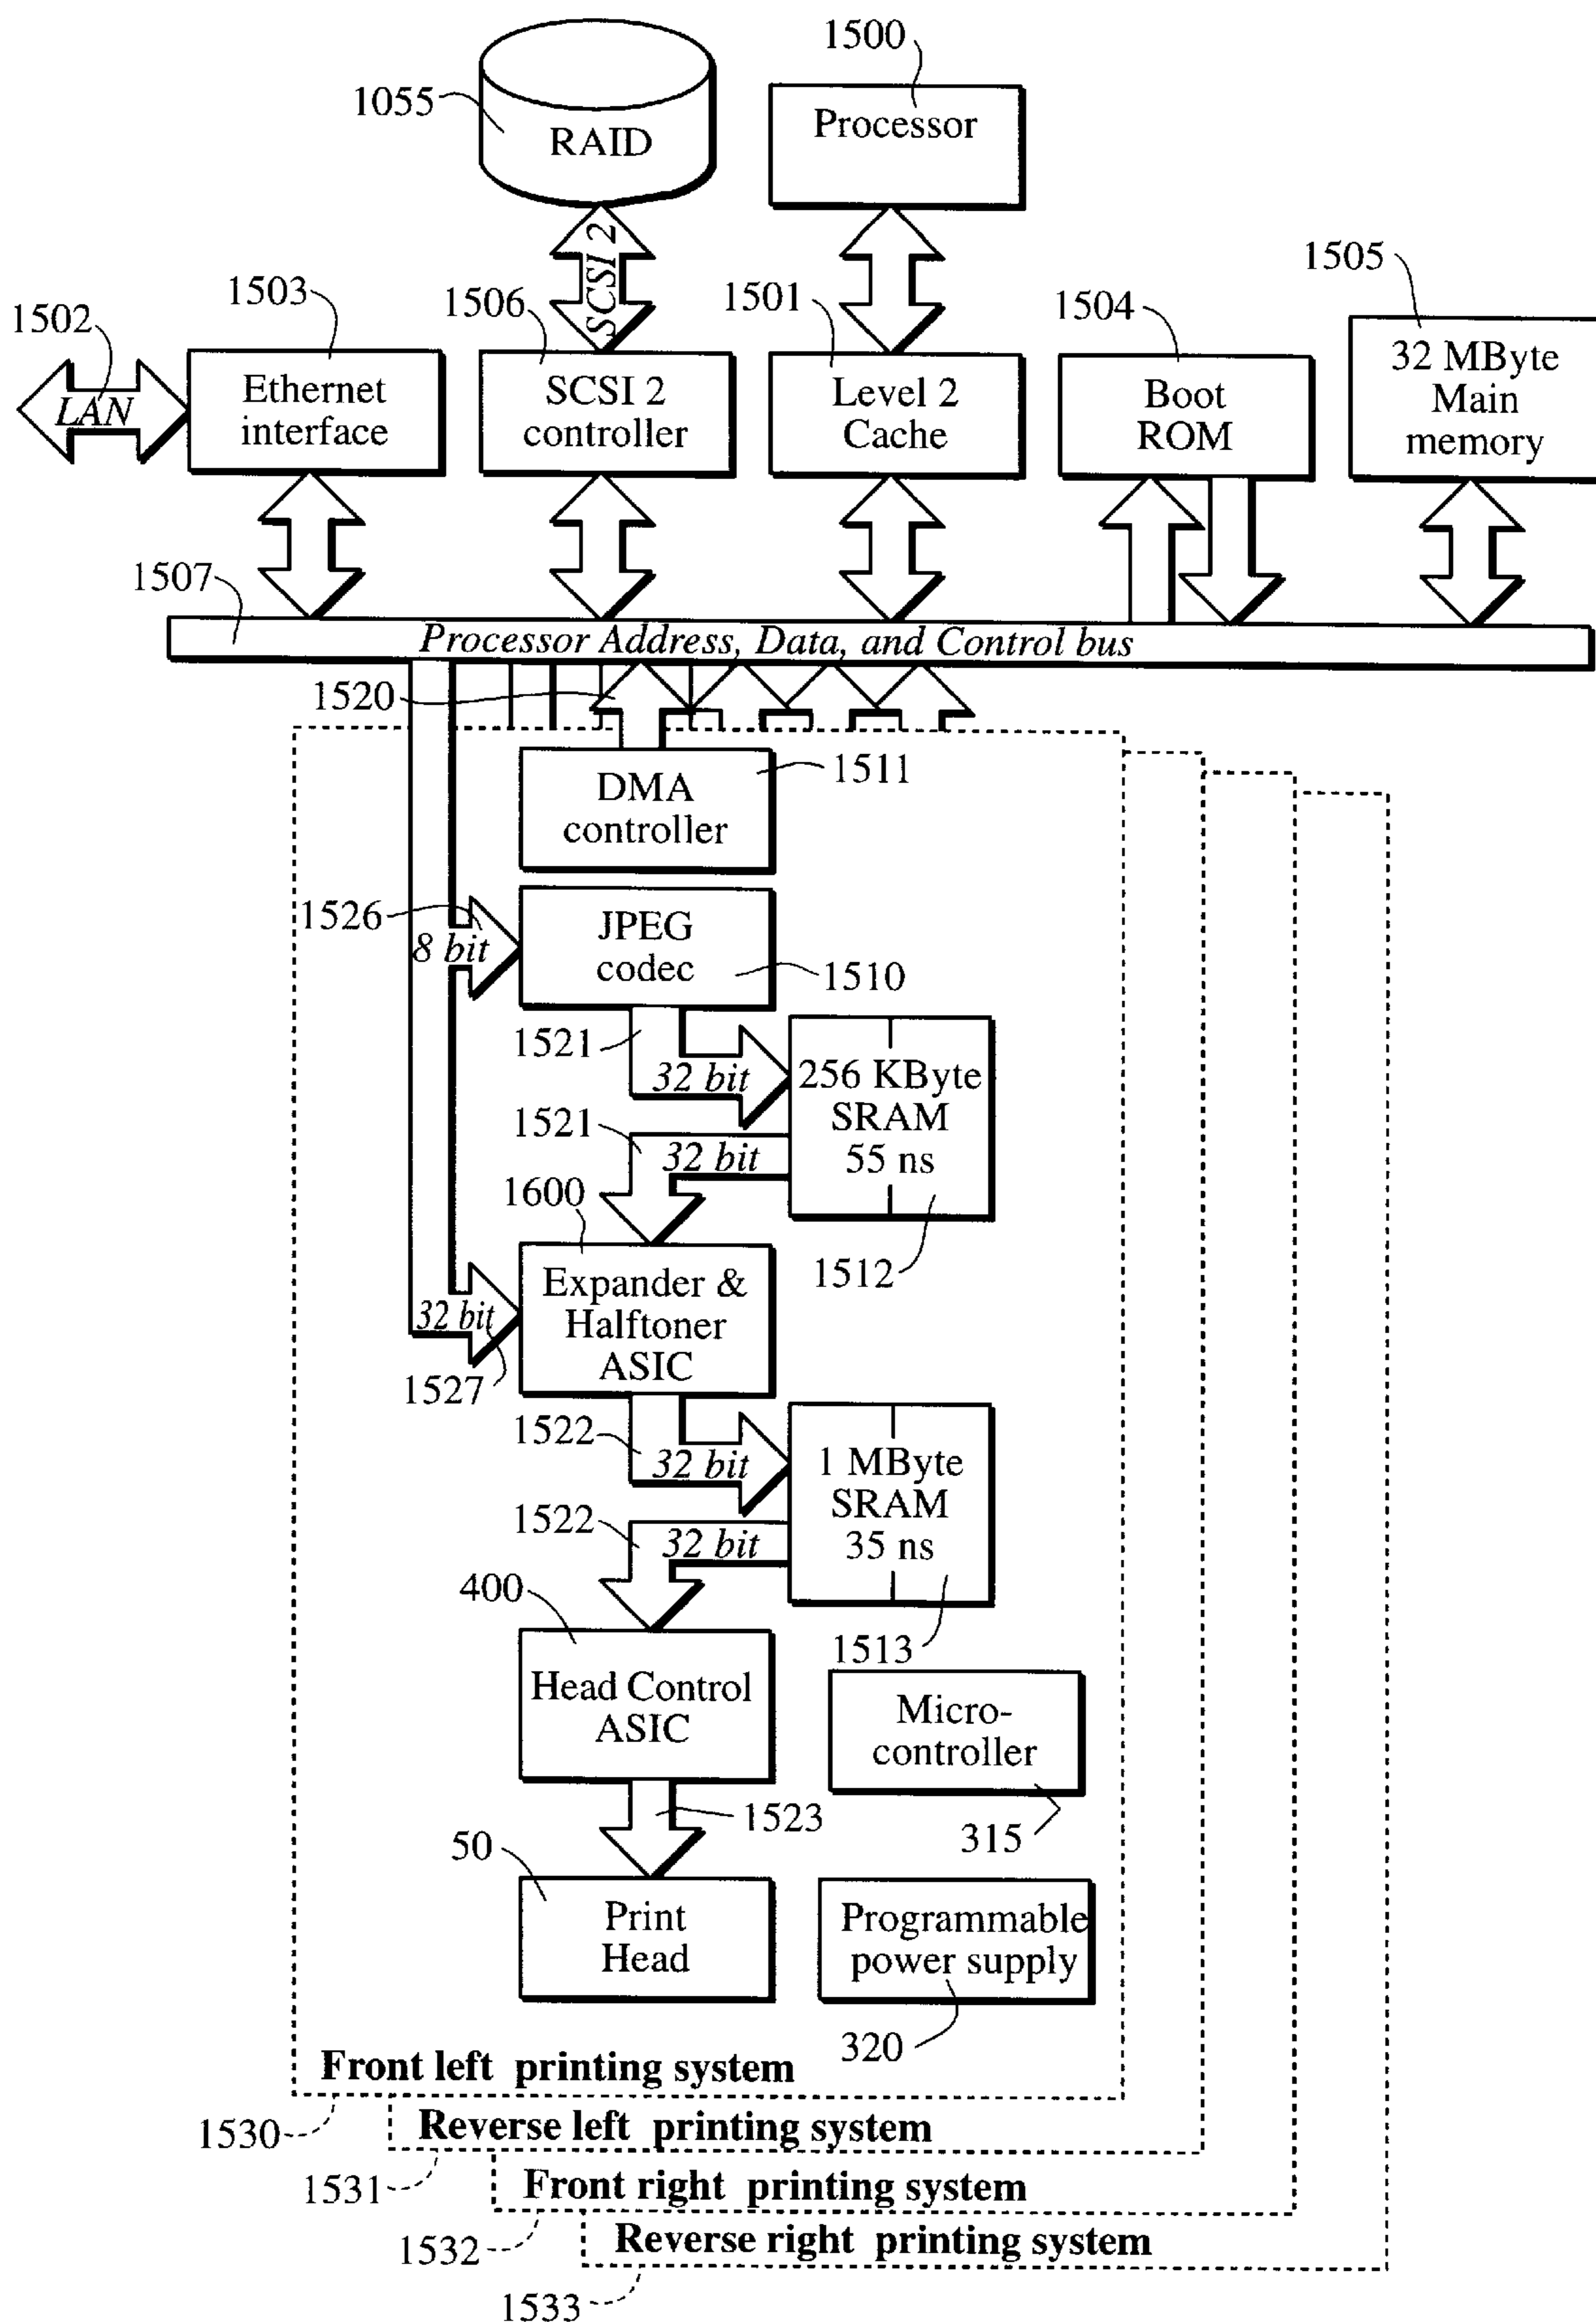 1500
1055
RAID
Processor
SCSI 2
1505
1503
1506
1501
1504
1502
LAN
Ethernet
interface
SCSI 2
controller
Level 2
Cache
Boot
ROM
32 MByte
Main
memory
1507
Processor Address, Data, and Control bus
1520
DMA
controller
1511
1526
8 bit
JPEG
codec
1510
1521
32 bit
256 KByte
SRAM
55 ns
1521
32 bit
1600
1512
Expander &
Halftoner
ASIC
32 bit
1527
1522
32 bit
1 MByte
SRAM
35 ns
1522
32 bit
400
1513
Head Control
ASIC
Micro-
controller
1523
315
50
Print
Head
Programmable
power supply
320
Front left printing system
1530
Reverse left printing system
1531
Front right printing system
1532
Reverse right printing system
1533